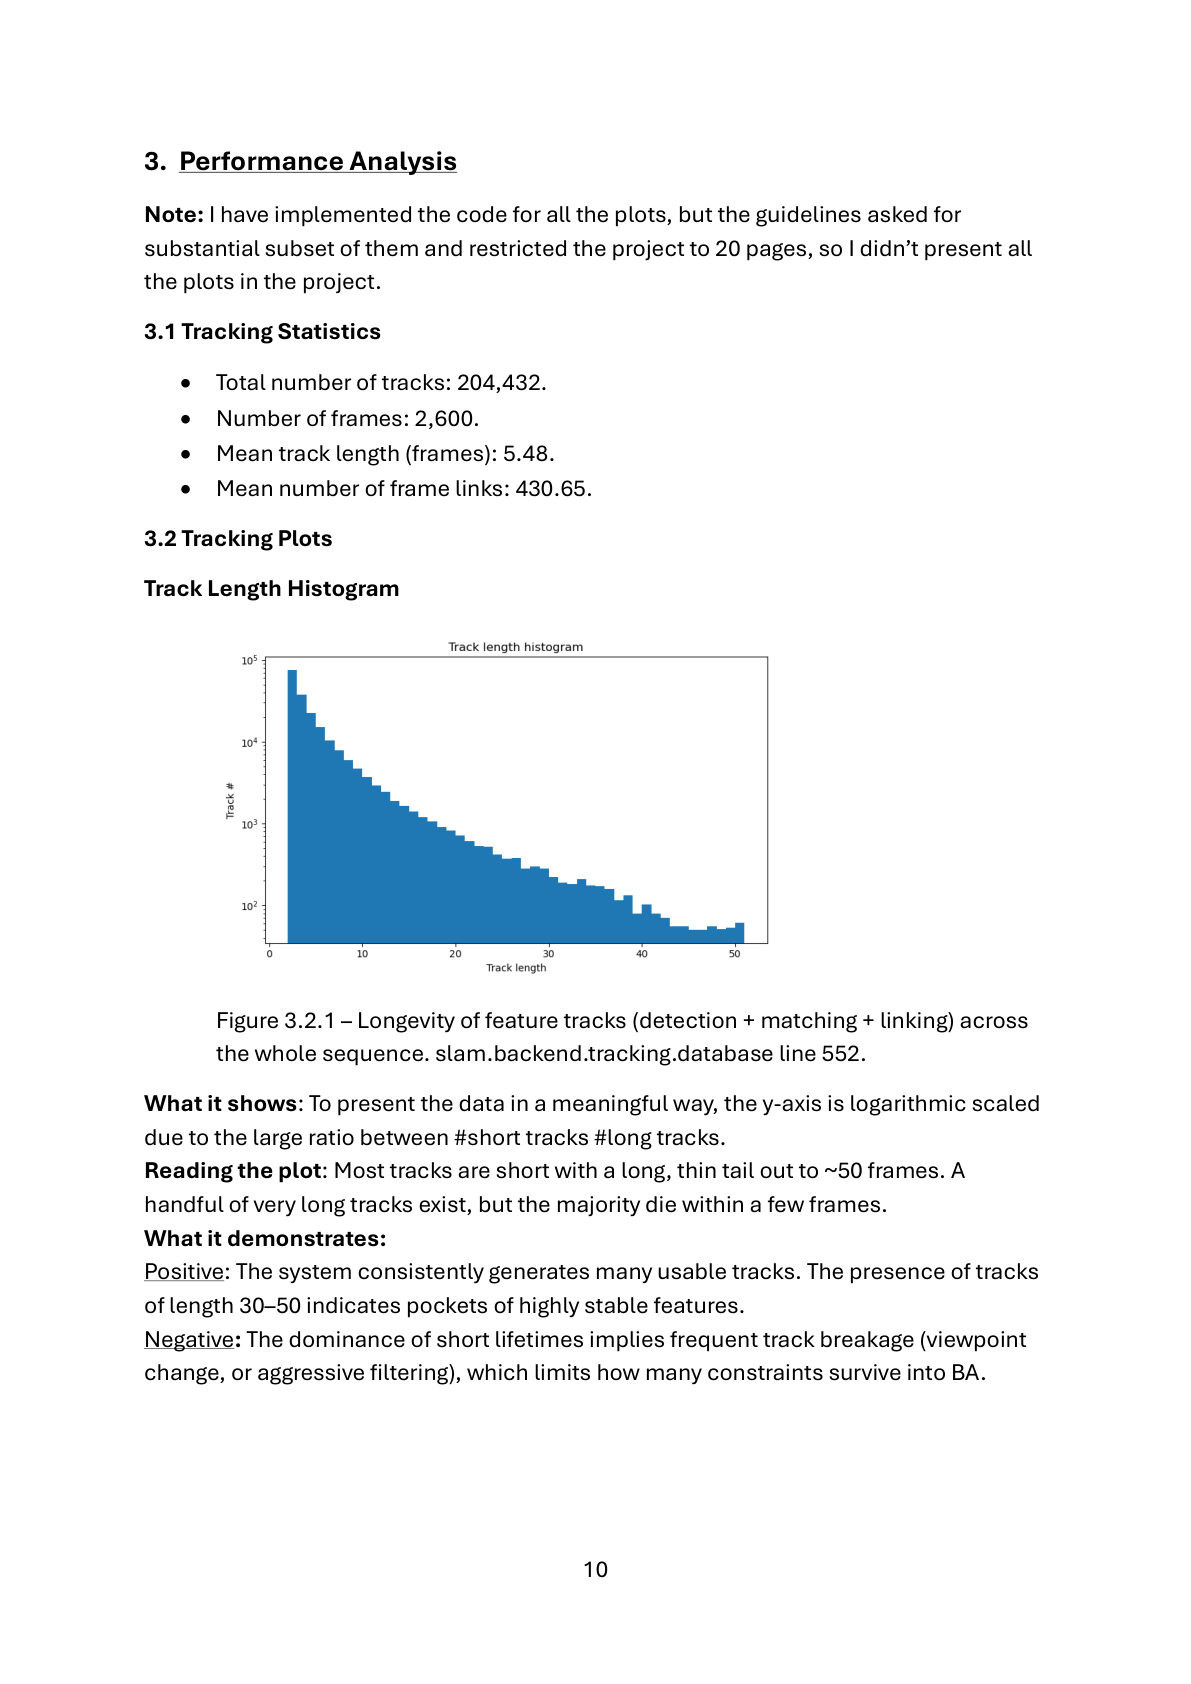 3. Performance Analysis
Note: I have implemented the code for all the plots, but the guidelines asked for
substantial subset of them and restricted the project to 20 pages, so I didn’t present all
the plots in the project.
3.1 Tracking Statistics
• Total number of tracks: 204,432.
• Number of frames: 2,600.
• Mean track length (frames): 5.48.
• Mean number of frame links: 430.65.
3.2 Tracking Plots
Track Length Histogram
Track length histogram
10⁵
10⁴
10³
10²
Track #
0 10 20 30 40 50
Track length
Figure 3.2.1 – Longevity of feature tracks (detection + matching + linking) across
the whole sequence. slam.backend.tracking.database line 552.
What it shows: To present the data in a meaningful way, the y-axis is logarithmic scaled
due to the large ratio between #short tracks #long tracks.
Reading the plot: Most tracks are short with a long, thin tail out to ~50 frames. A
handful of very long tracks exist, but the majority die within a few frames.
What it demonstrates:
Positive: The system consistently generates many usable tracks. The presence of tracks
of length 30–50 indicates pockets of highly stable features.
Negative: The dominance of short lifetimes implies frequent track breakage (viewpoint
change, or aggressive filtering), which limits how many constraints survive into BA.
10